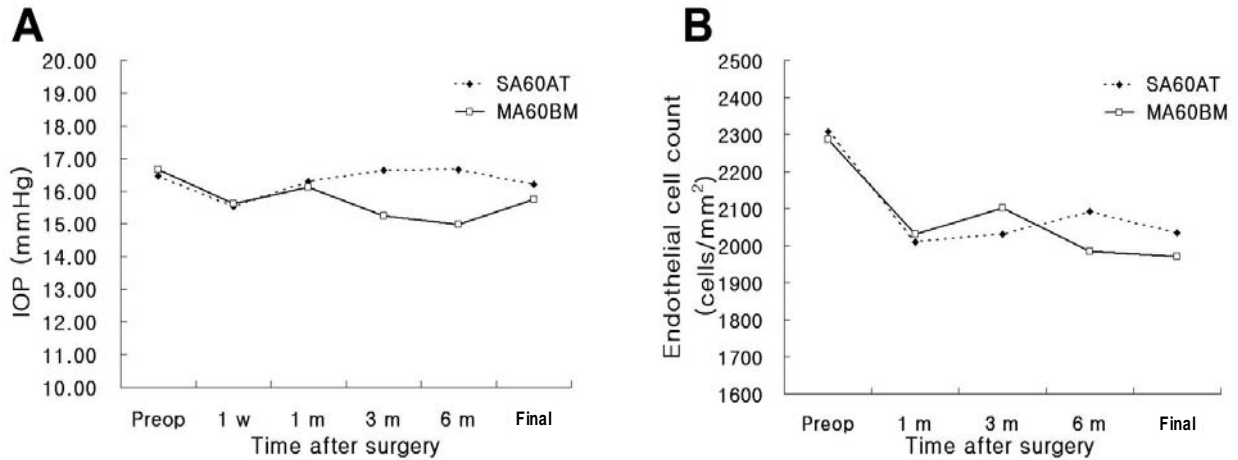 A
IOP (mmHg)
20.00
19.00
18.00
17.00
16.00
15.00
14.00
13.00
12.00
11.00
10.00
SA60AT
MA60BM
Preop 1 w 1 m 3 m 6 m Final
Time after surgery
B
Endothelial cell count
(cells/mm²)
2500
2400
2300
2200
2100
2000
1900
1800
1700
1600
SA60AT
MA60BM
Preop 1 m 3 m 6 m Final
Time after surgery